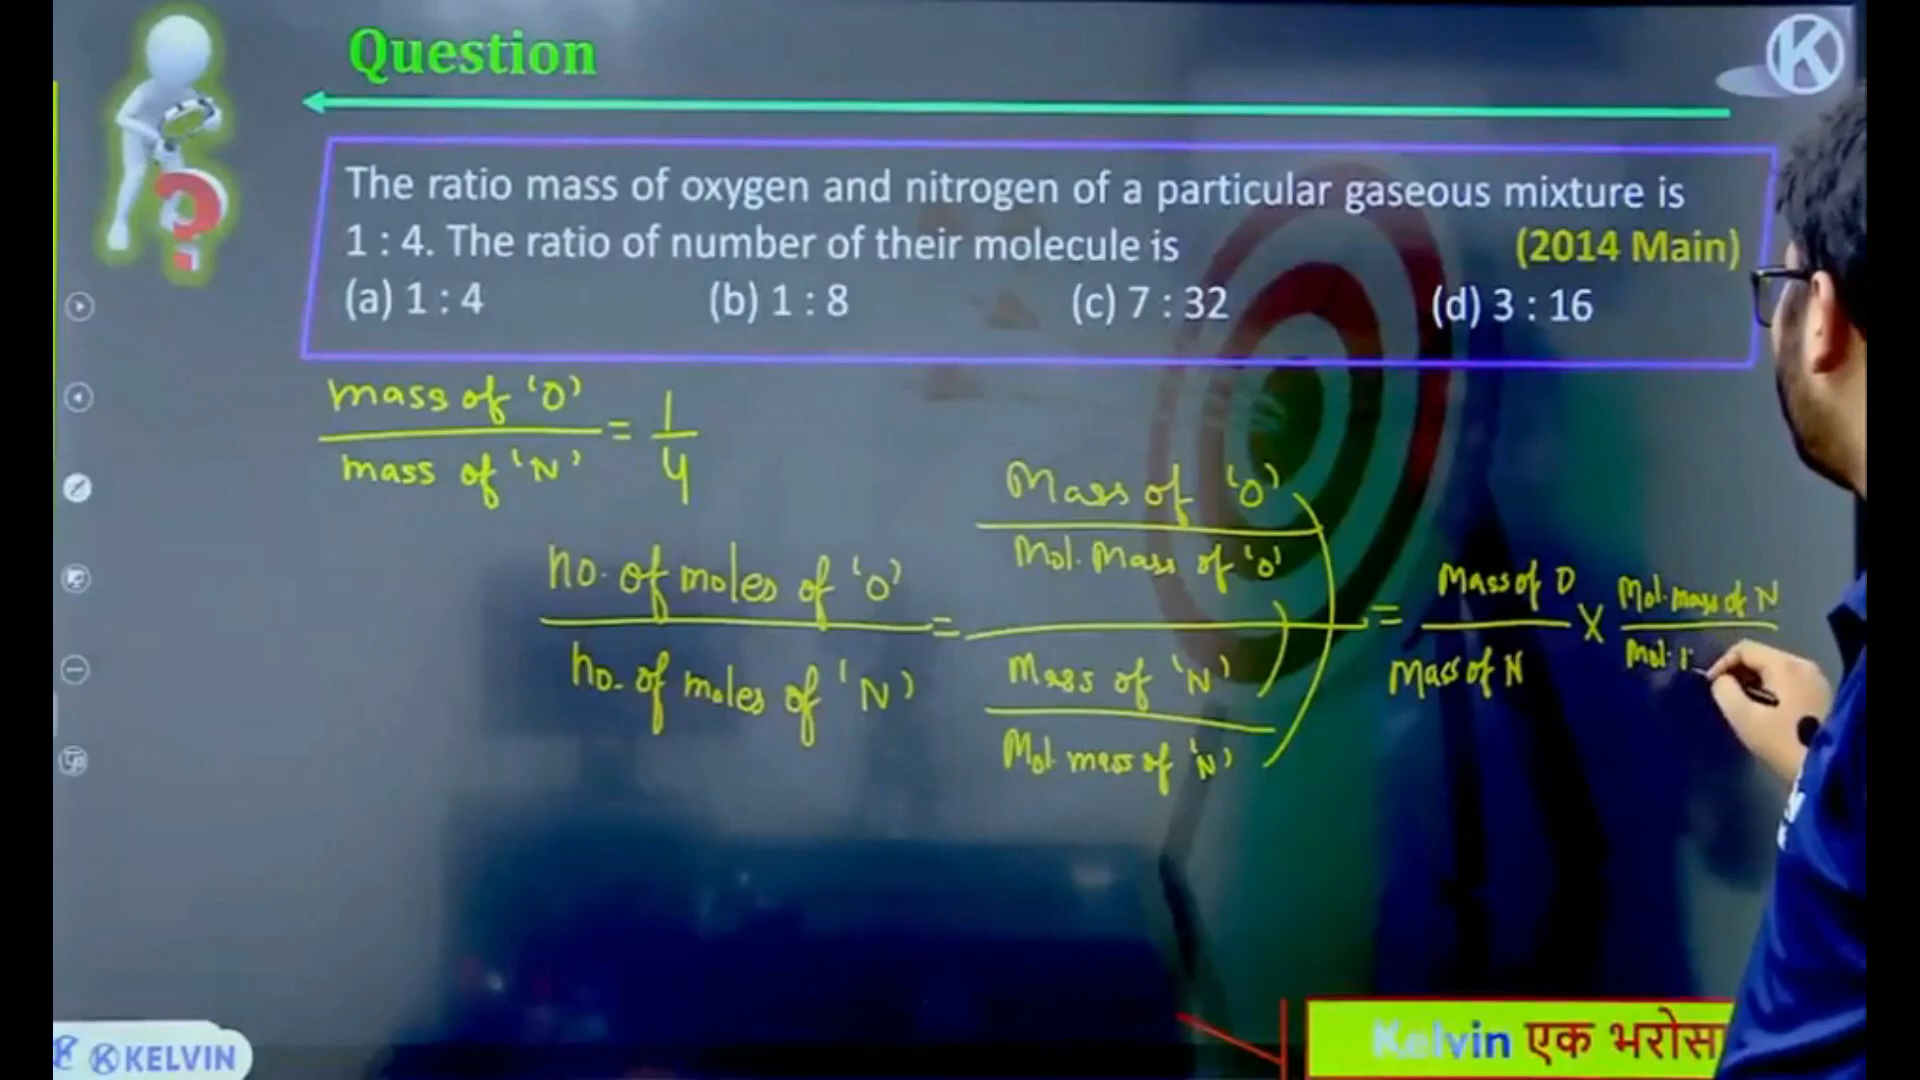 Question
The ratio mass of oxygen and nitrogen of a particular gaseous mixture is
1 : 4. The ratio of number of their molecule is (2014 Main)
(a) 1 : 4 (b) 1 : 8 (c) 7 : 32 (d) 3 : 16
mass of 'O'
mass of 'N'
= 1
4
no. of moles of 'O'
no. of moles of 'N'
=
Mass of 'O'
Mol. Mass of 'O'
Mass of 'N'
Mol. mass of 'N'
=
Mass of O
Mass of N
×
Mol. mass of N
Mol.
K
KELVIN
Kelvin एक भरोसा